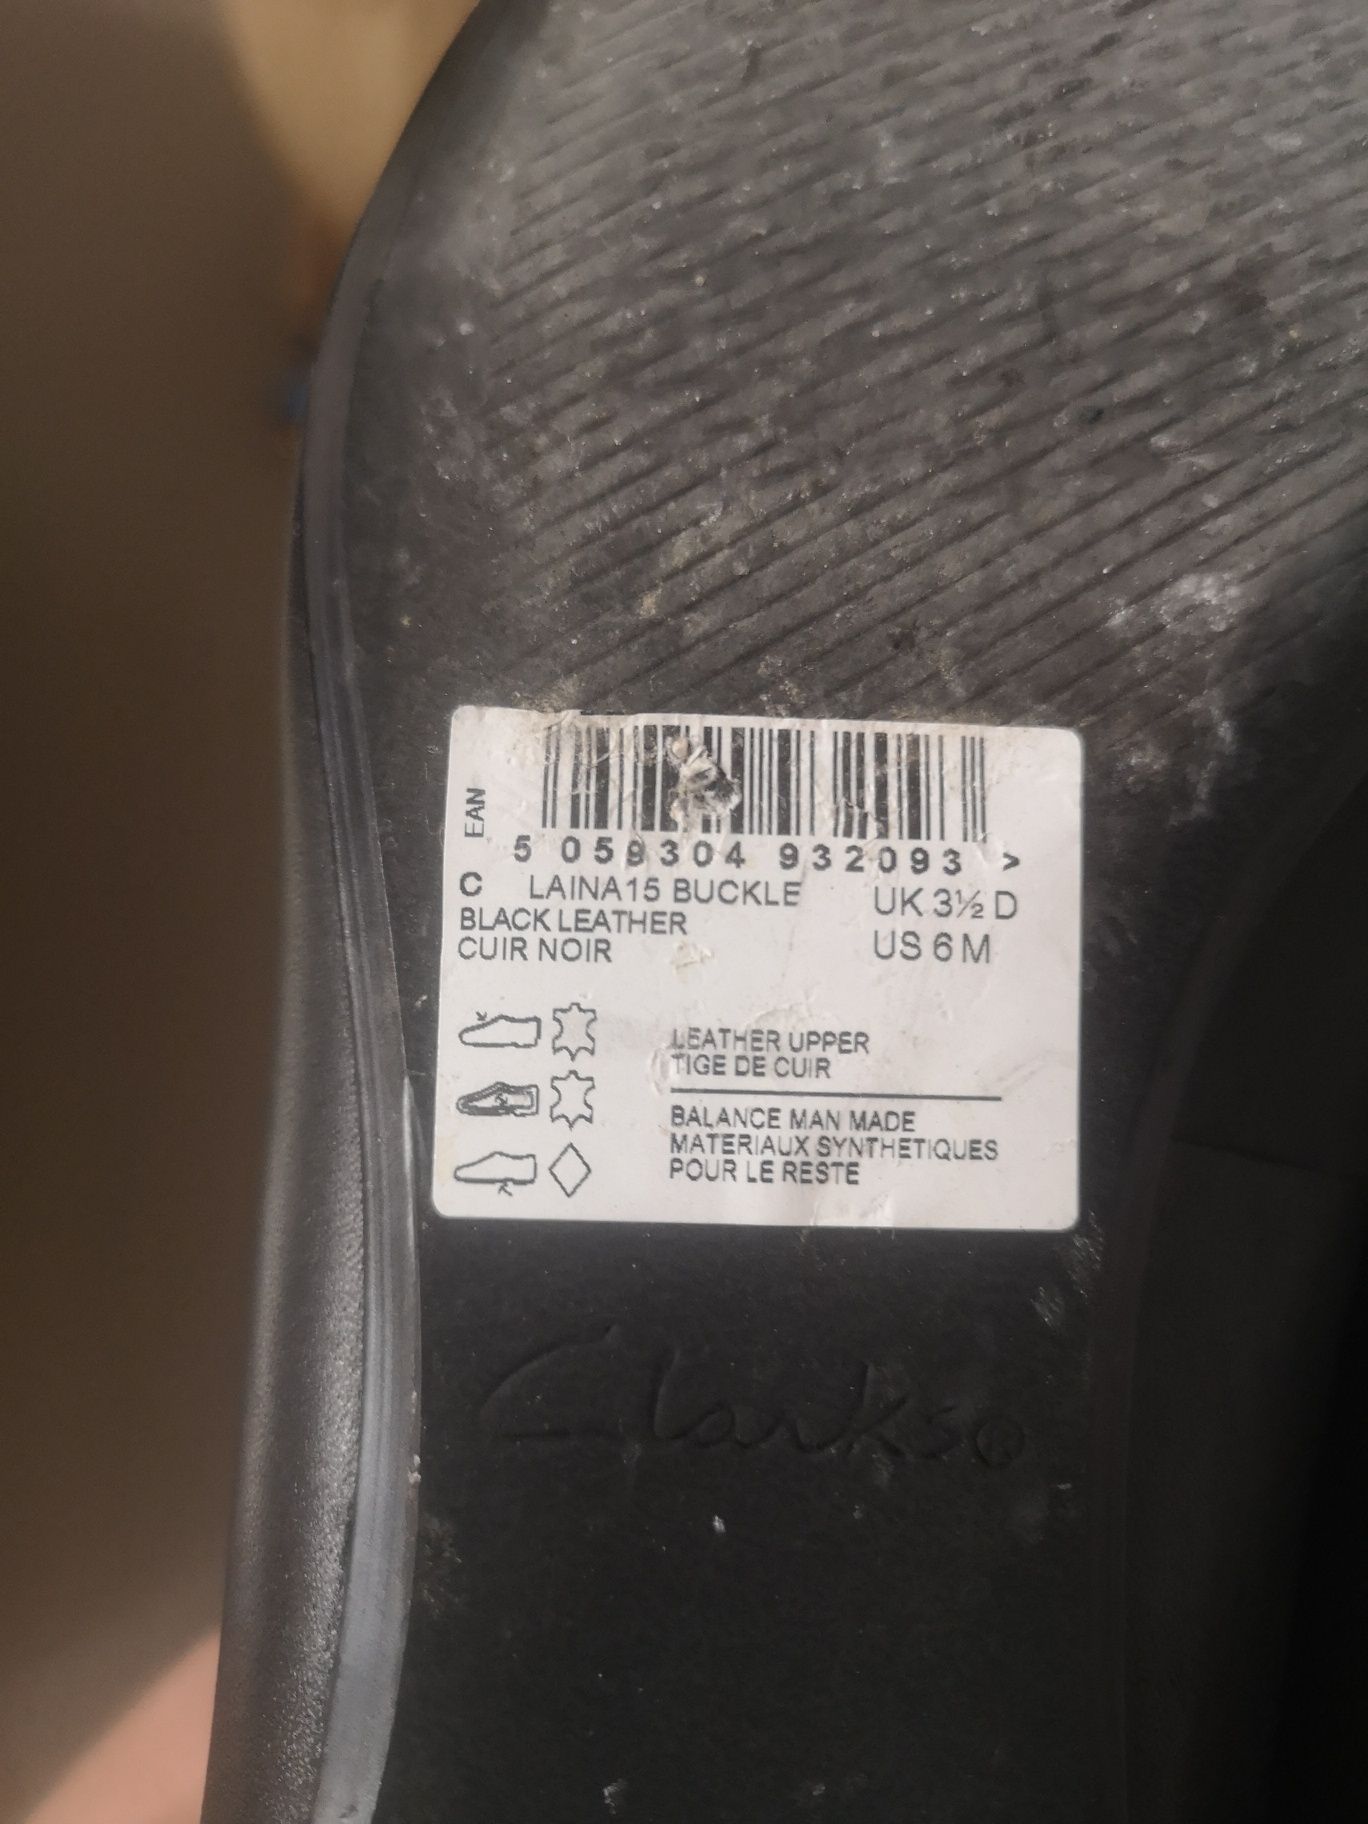 EAN
5 059304 932093 >
C LAINA15 BUCKLE UK 3½ D
BLACK LEATHER
CUIR NOIR US 6 M
LEATHER UPPER
TIGE DE CUIR
BALANCE MAN MADE
MATERIAUX SYNTHETIQUES
POUR LE RESTE
Clarks®